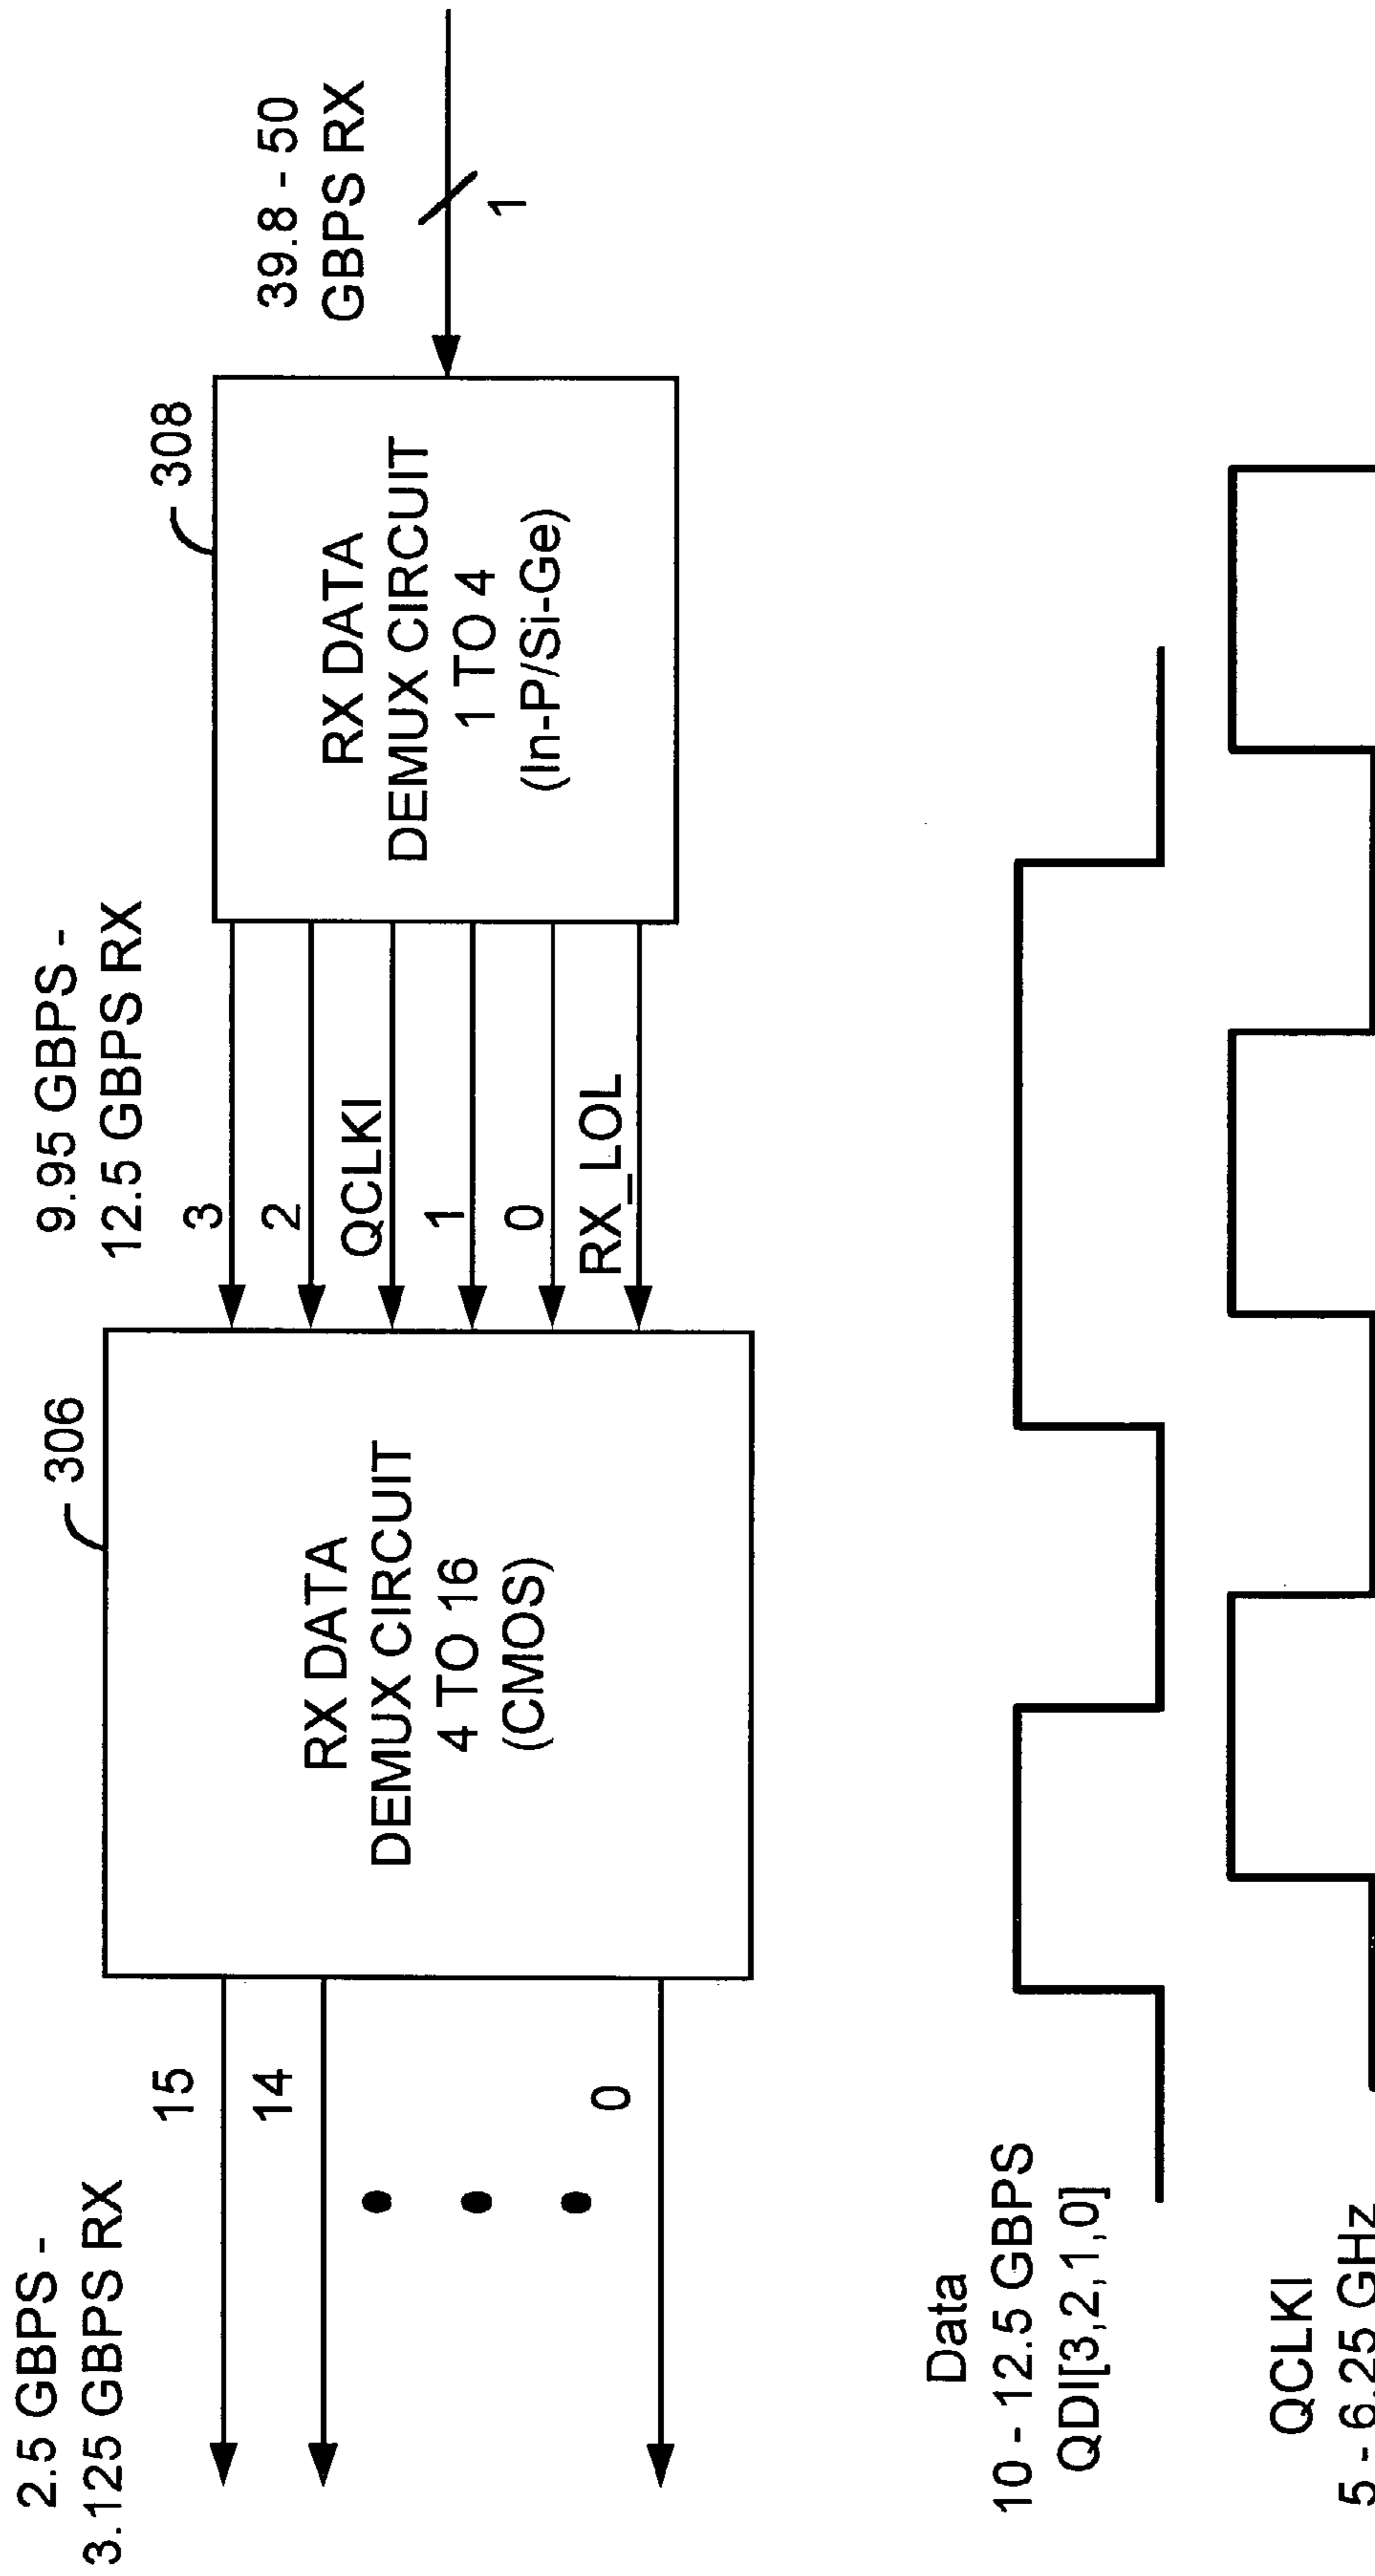 2.5 GBPS -
3.125 GBPS RX
9.95 GBPS -
12.5 GBPS RX
39.8 - 50
GBPS RX
306
308
15
14
0
RX DATA
DEMUX CIRCUIT
4 TO 16
(CMOS)
3
2
QCLKI
1
0
RX_LOL
RX DATA
DEMUX CIRCUIT
1 TO 4
(In-P/Si-Ge)
1
Data
10 - 12.5 GBPS
QDI[3,2,1,0]
QCLKI
5 - 6.25 GHz